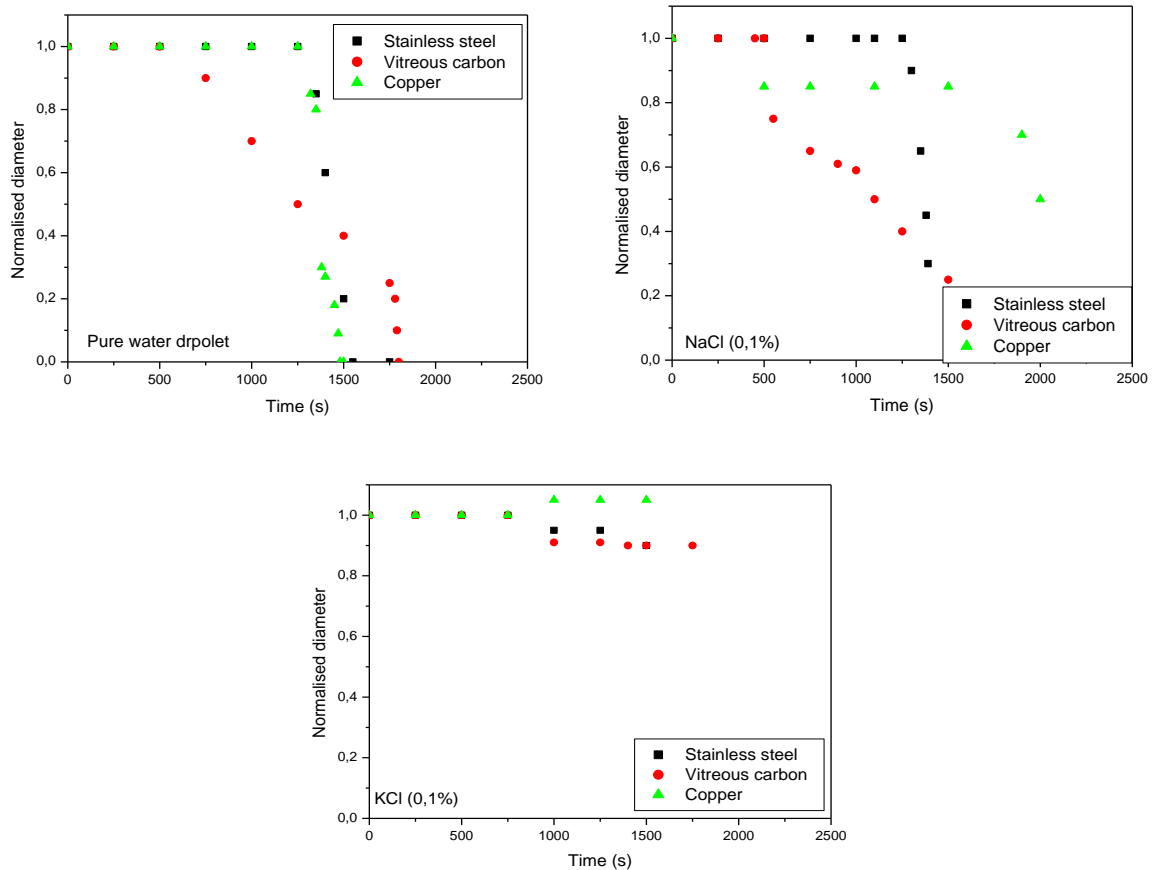 1,0
0,8
0,6
0,4
0,2
0,0
Normalised diameter
Stainless steel
Vitreous carbon
Copper
Pure water drpolet
0 500 1000 1500 2000 2500
Time (s)
1,0
0,8
0,6
0,4
0,2
0,0
Normalised diameter
Stainless steel
Vitreous carbon
Copper
NaCl (0,1%)
0 500 1000 1500 2000 2500
Time (s)
1,0
0,8
0,6
0,4
0,2
0,0
Normalised diameter
Stainless steel
Vitreous carbon
Copper
KCl (0,1%)
0 500 1000 1500 2000 2500
Time (s)